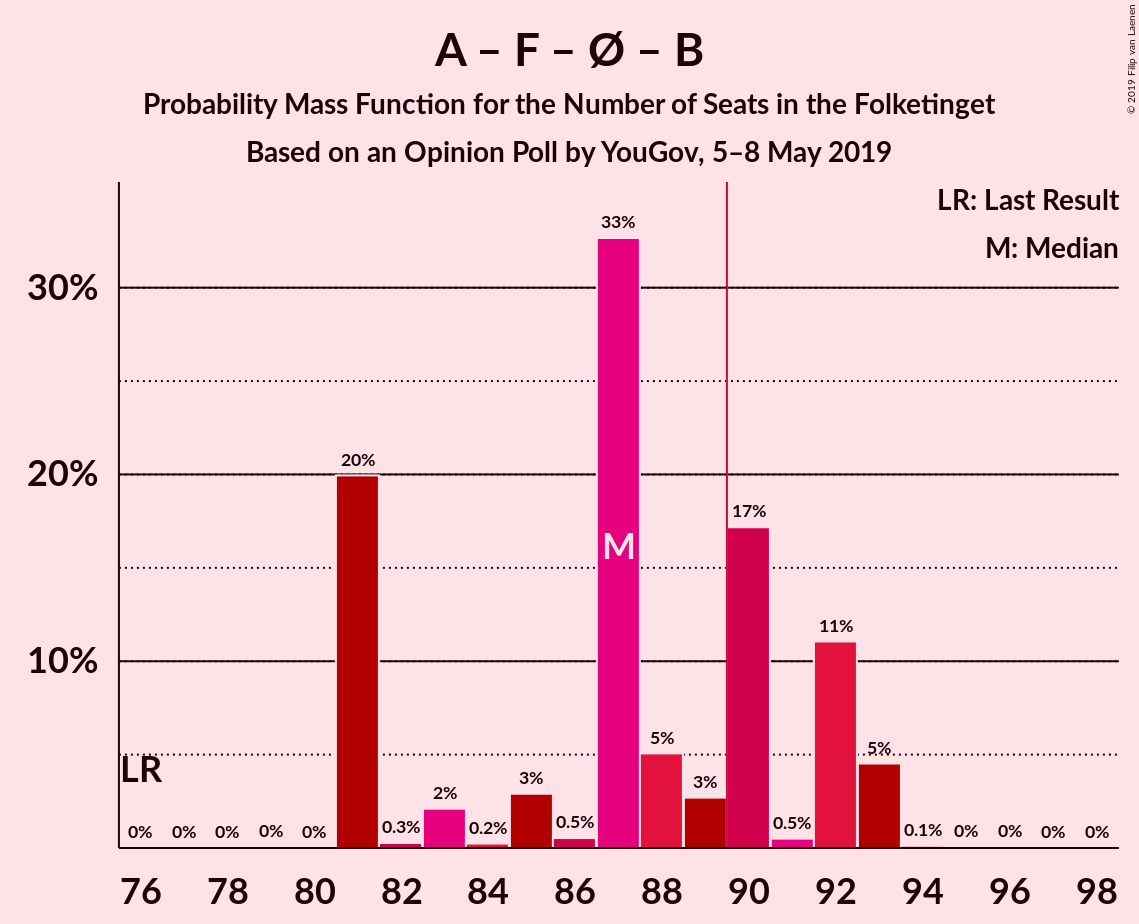 A – F – Ø – B
Probability Mass Function for the Number of Seats in the Folketinget
Based on an Opinion Poll by YouGov, 5–8 May 2019
© 2019 Filip van Laenen
LR: Last Result
M: Median
30%
20%
10%
LR
M
0% 0% 0% 0% 0% 20% 0.3% 2% 0.2% 3% 0.5% 33% 5% 3% 17% 0.5% 11% 5% 0.1% 0% 0% 0% 0%
76 78 80 82 84 86 88 90 92 94 96 98